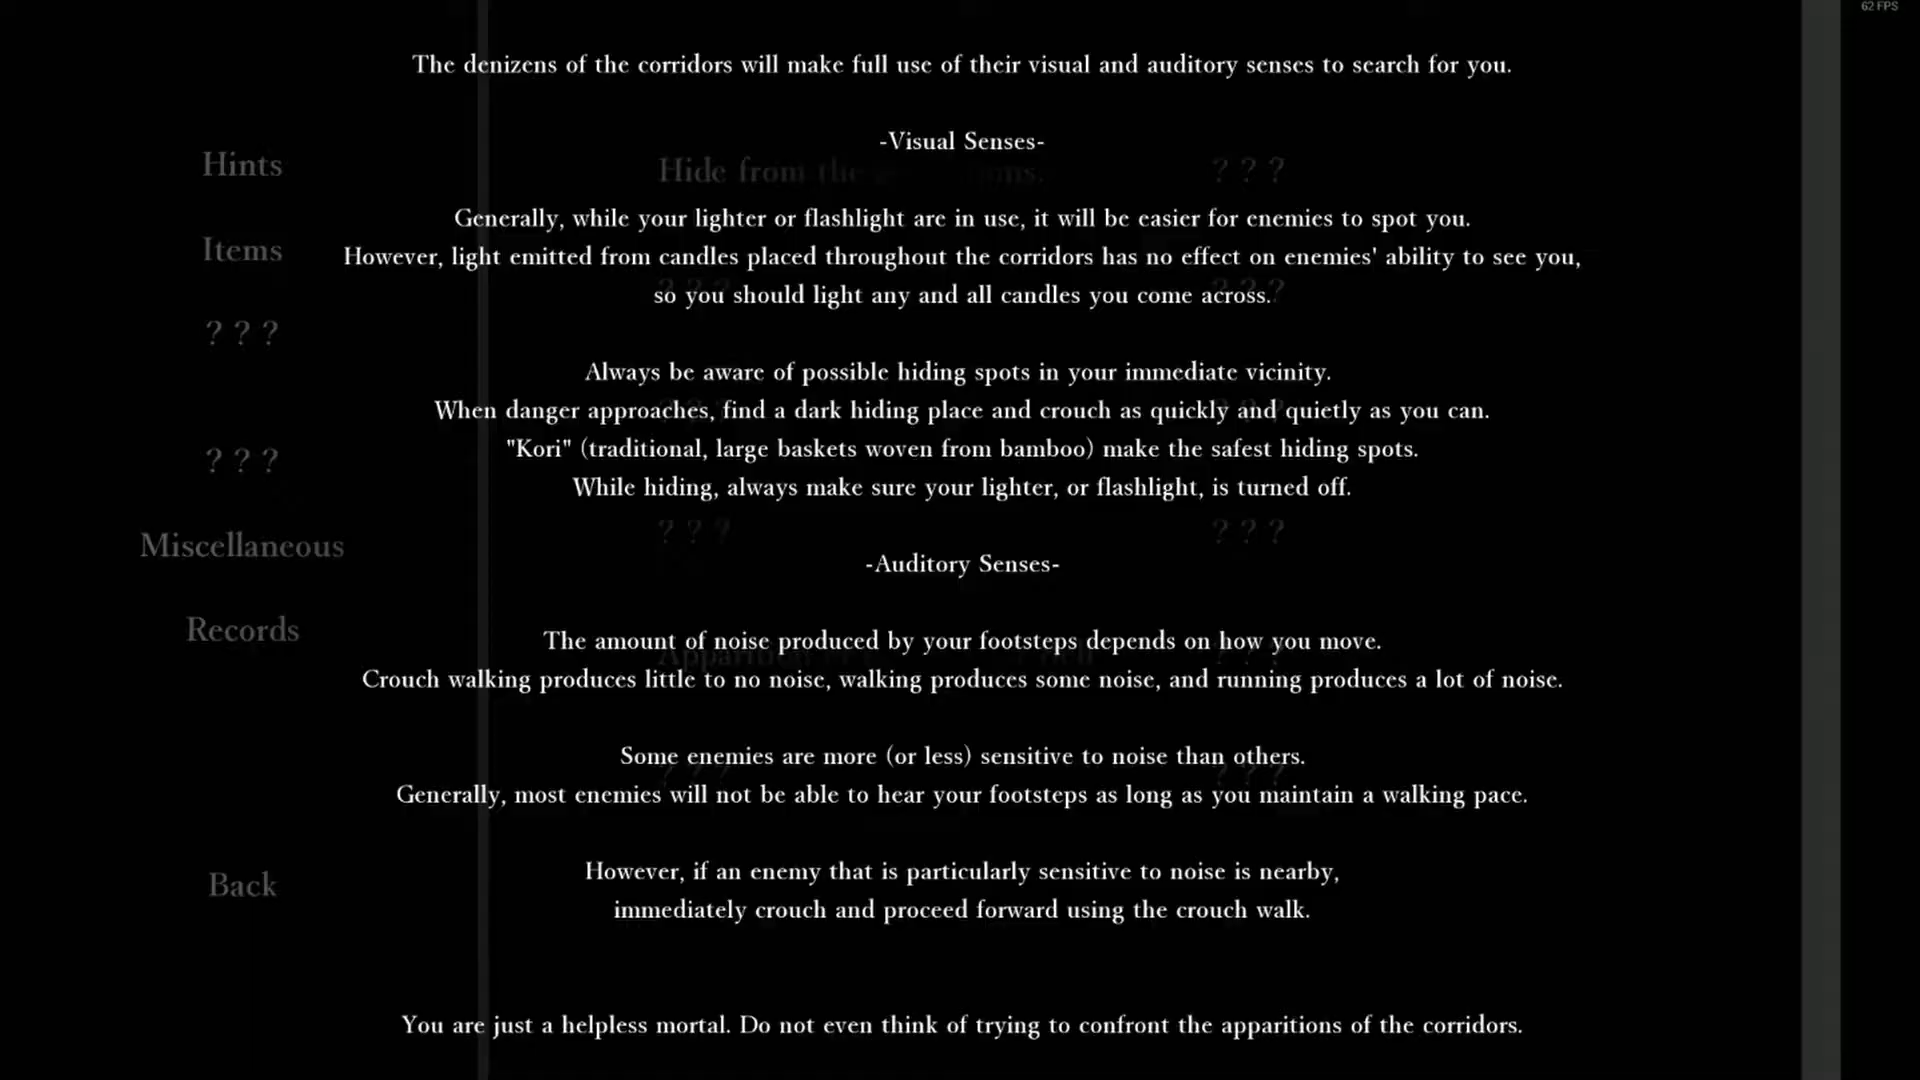 62 FPS
The denizens of the corridors will make full use of their visual and auditory senses to search for you.
-Visual Senses-
Hints
Hide from the
? ? ?
Generally, while your lighter or flashlight are in use, it will be easier for enemies to spot you.
Items
However, light emitted from candles placed throughout the corridors has no effect on enemies' ability to see you,
so you should light any and all candles you come across.
? ? ?
? ? ?
? ? ?
Always be aware of possible hiding spots in your immediate vicinity.
When danger approaches, find a dark hiding place and crouch as quickly and quietly as you can.
"Kori" (traditional, large baskets woven from bamboo) make the safest hiding spots.
? ? ?
While hiding, always make sure your lighter, or flashlight, is turned off.
? ? ?
? ? ?
Miscellaneous
-Auditory Senses-
Records
The amount of noise produced by your footsteps depends on how you move.
Crouch walking produces little to no noise, walking produces some noise, and running produces a lot of noise.
Some enemies are more (or less) sensitive to noise than others.
? ? ?
? ? ?
Generally, most enemies will not be able to hear your footsteps as long as you maintain a walking pace.
However, if an enemy that is particularly sensitive to noise is nearby,
Back
immediately crouch and proceed forward using the crouch walk.
You are just a helpless mortal. Do not even think of trying to confront the apparitions of the corridors.